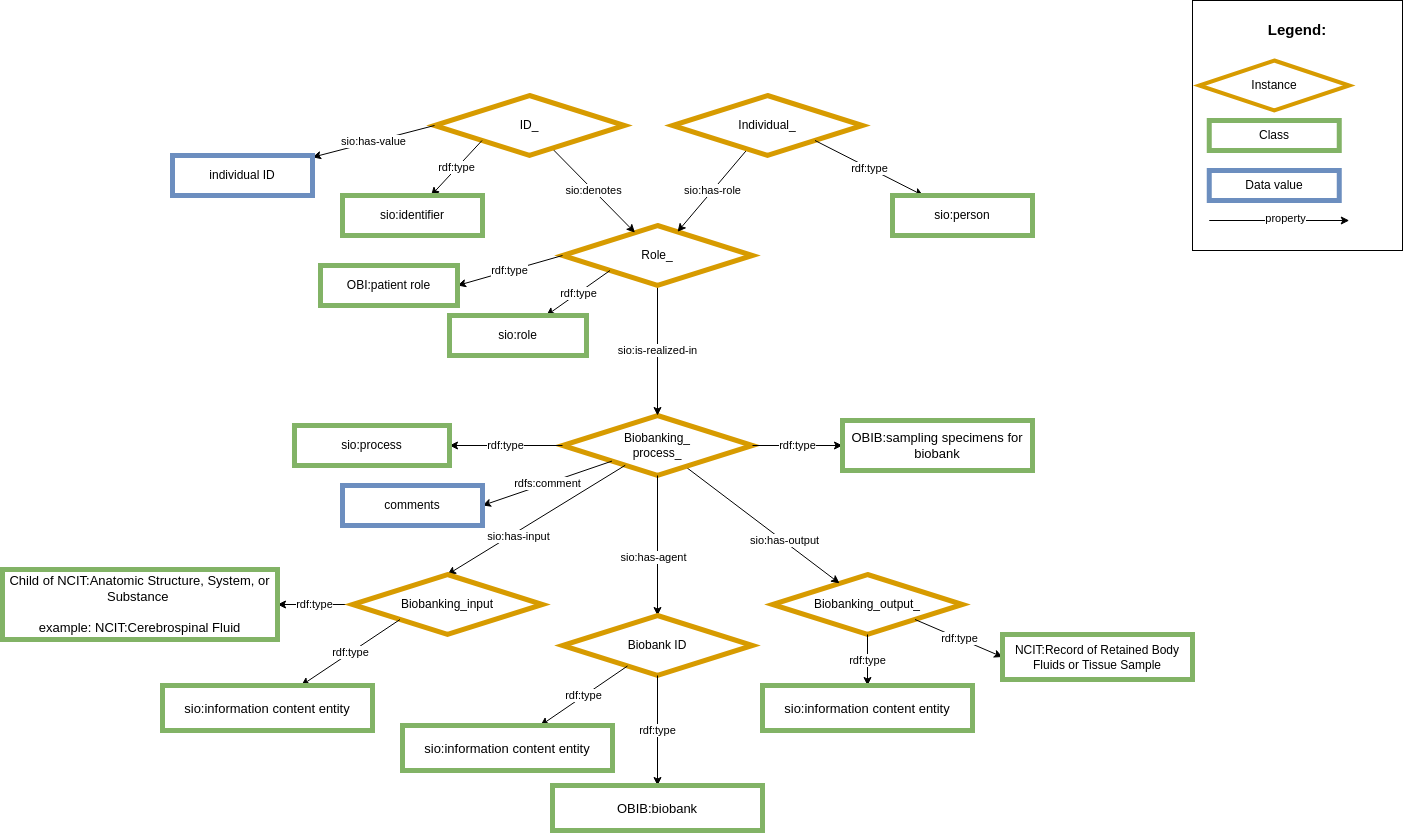 Legend:
Instance
Class
Data value
property
ID_
Individual_
sio:has-value
rdf:type
rdf:type
individual ID
sio:denotes
sio:has-role
sio:identifier
sio:person
Role_
rdf:type
OBI:patient role
rdf:type
sio:role
sio:is-realized-in
Biobanking_
process_
sio:process
rdf:type
rdf:type
OBIB:sampling specimens for
biobank
rdfs:comment
comments
sio:has-input
sio:has-agent
sio:has-output
Child of NCIT:Anatomic Structure, System, or
Substance
example: NCIT:Cerebrospinal Fluid
rdf:type
Biobanking_input
Biobanking_output_
rdf:type
Biobank ID
rdf:type
rdf:type
NCIT:Record of Retained Body
Fluids or Tissue Sample
sio:information content entity
rdf:type
sio:information content entity
rdf:type
sio:information content entity
OBIB:biobank